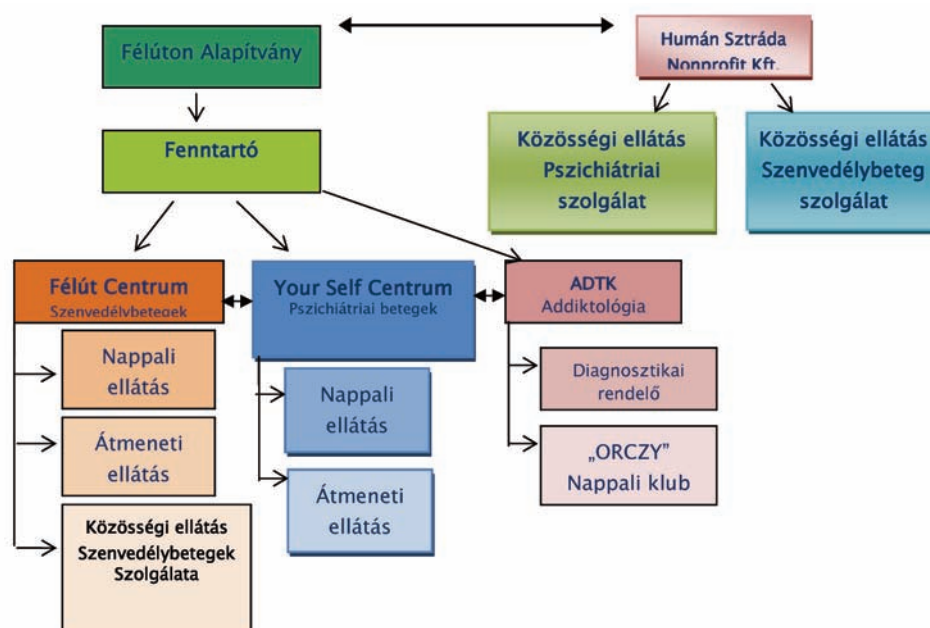 Félúton Alapítvány
Humán Sztráda
Nonprofit Kft.
Fenntartó
Közösségi ellátás
Pszichiátriai
szolgálat
Közösségi ellátás
Szenvedélybeteg
szolgálat
Félút Centrum
Szenvedélybetegek
Your Self Centrum
Pszichiátriai betegek
ADTK
Addiktológia
Nappali
ellátás
Átmeneti
ellátás
Közösségi ellátás
Szenvedélybetegek
Szolgálata
Nappali
ellátás
Átmeneti
ellátás
Diagnosztikai
rendelő
„ORCZY”
Nappali klub